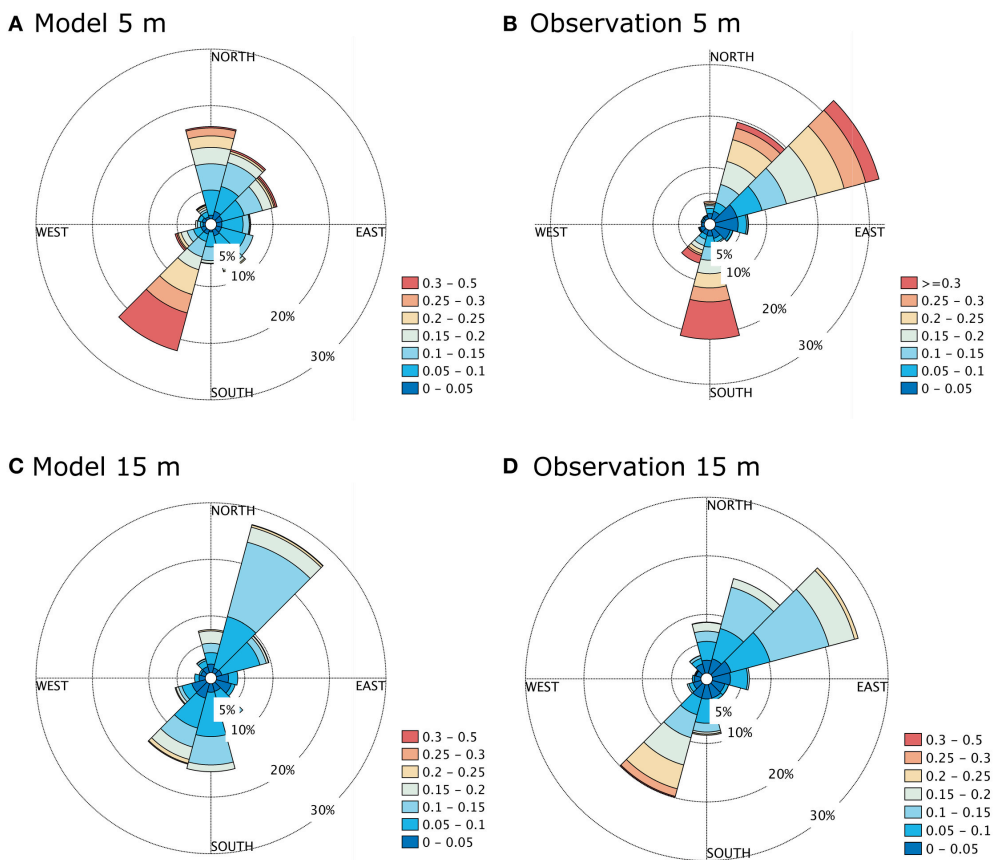 A Model 5 m
NORTH
WEST
EAST
5%
10%
20%
30%
SOUTH
0.3 – 0.5
0.25 – 0.3
0.2 – 0.25
0.15 – 0.2
0.1 – 0.15
0.05 – 0.1
0 – 0.05
B Observation 5 m
NORTH
WEST
EAST
5%
10%
20%
30%
SOUTH
>=0.3
0.25 – 0.3
0.2 – 0.25
0.15 – 0.2
0.1 – 0.15
0.05 – 0.1
0 – 0.05
C Model 15 m
NORTH
WEST
EAST
5%
10%
20%
30%
SOUTH
0.3 – 0.5
0.25 – 0.3
0.2 – 0.25
0.15 – 0.2
0.1 – 0.15
0.05 – 0.1
0 – 0.05
D Observation 15 m
NORTH
WEST
EAST
5%
10%
20%
30%
SOUTH
0.3 – 0.5
0.25 – 0.3
0.2 – 0.25
0.15 – 0.2
0.1 – 0.15
0.05 – 0.1
0 – 0.05